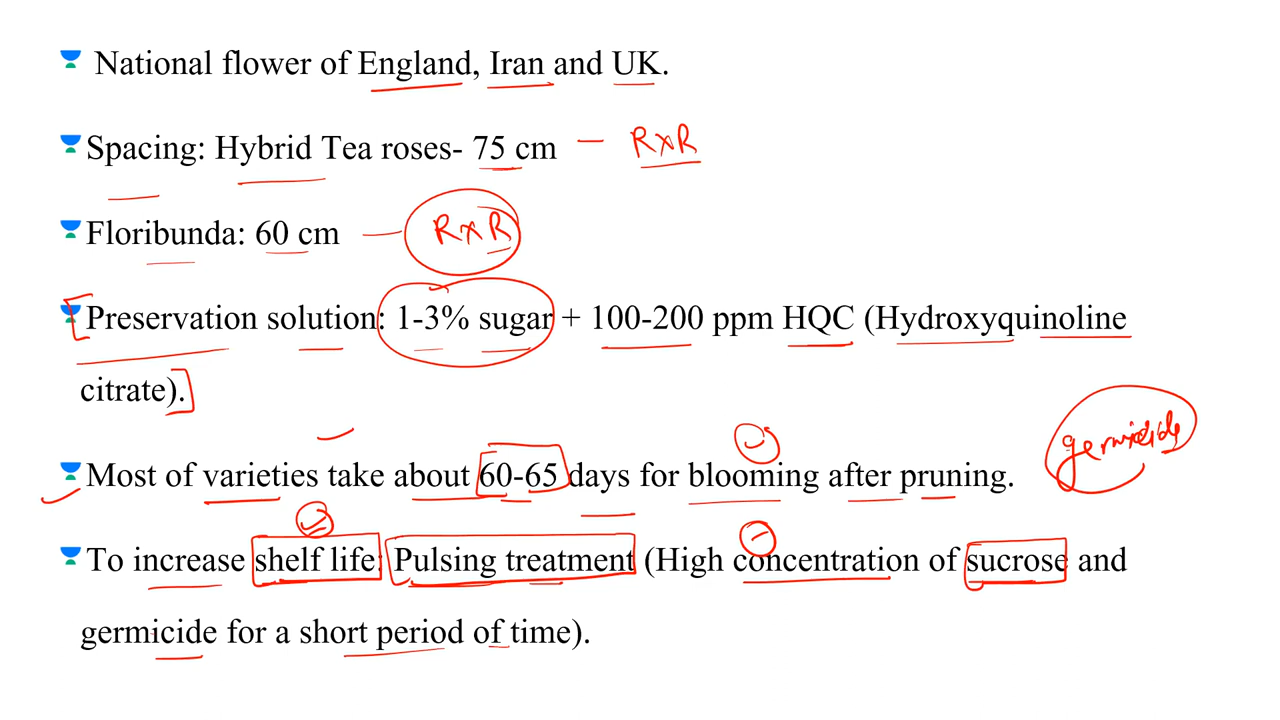 National flower of England, Iran and UK.
Spacing: Hybrid Tea roses- 75 cm — RxR
Floribunda: 60 cm — RxR
Preservation solution: 1-3% sugar + 100-200 ppm HQC (Hydroxyquinoline
citrate).
germicide
Most of varieties take about 60-65 days for blooming after pruning.
To increase shelf life: Pulsing treatment (High concentration of sucrose and
germicide for a short period of time).